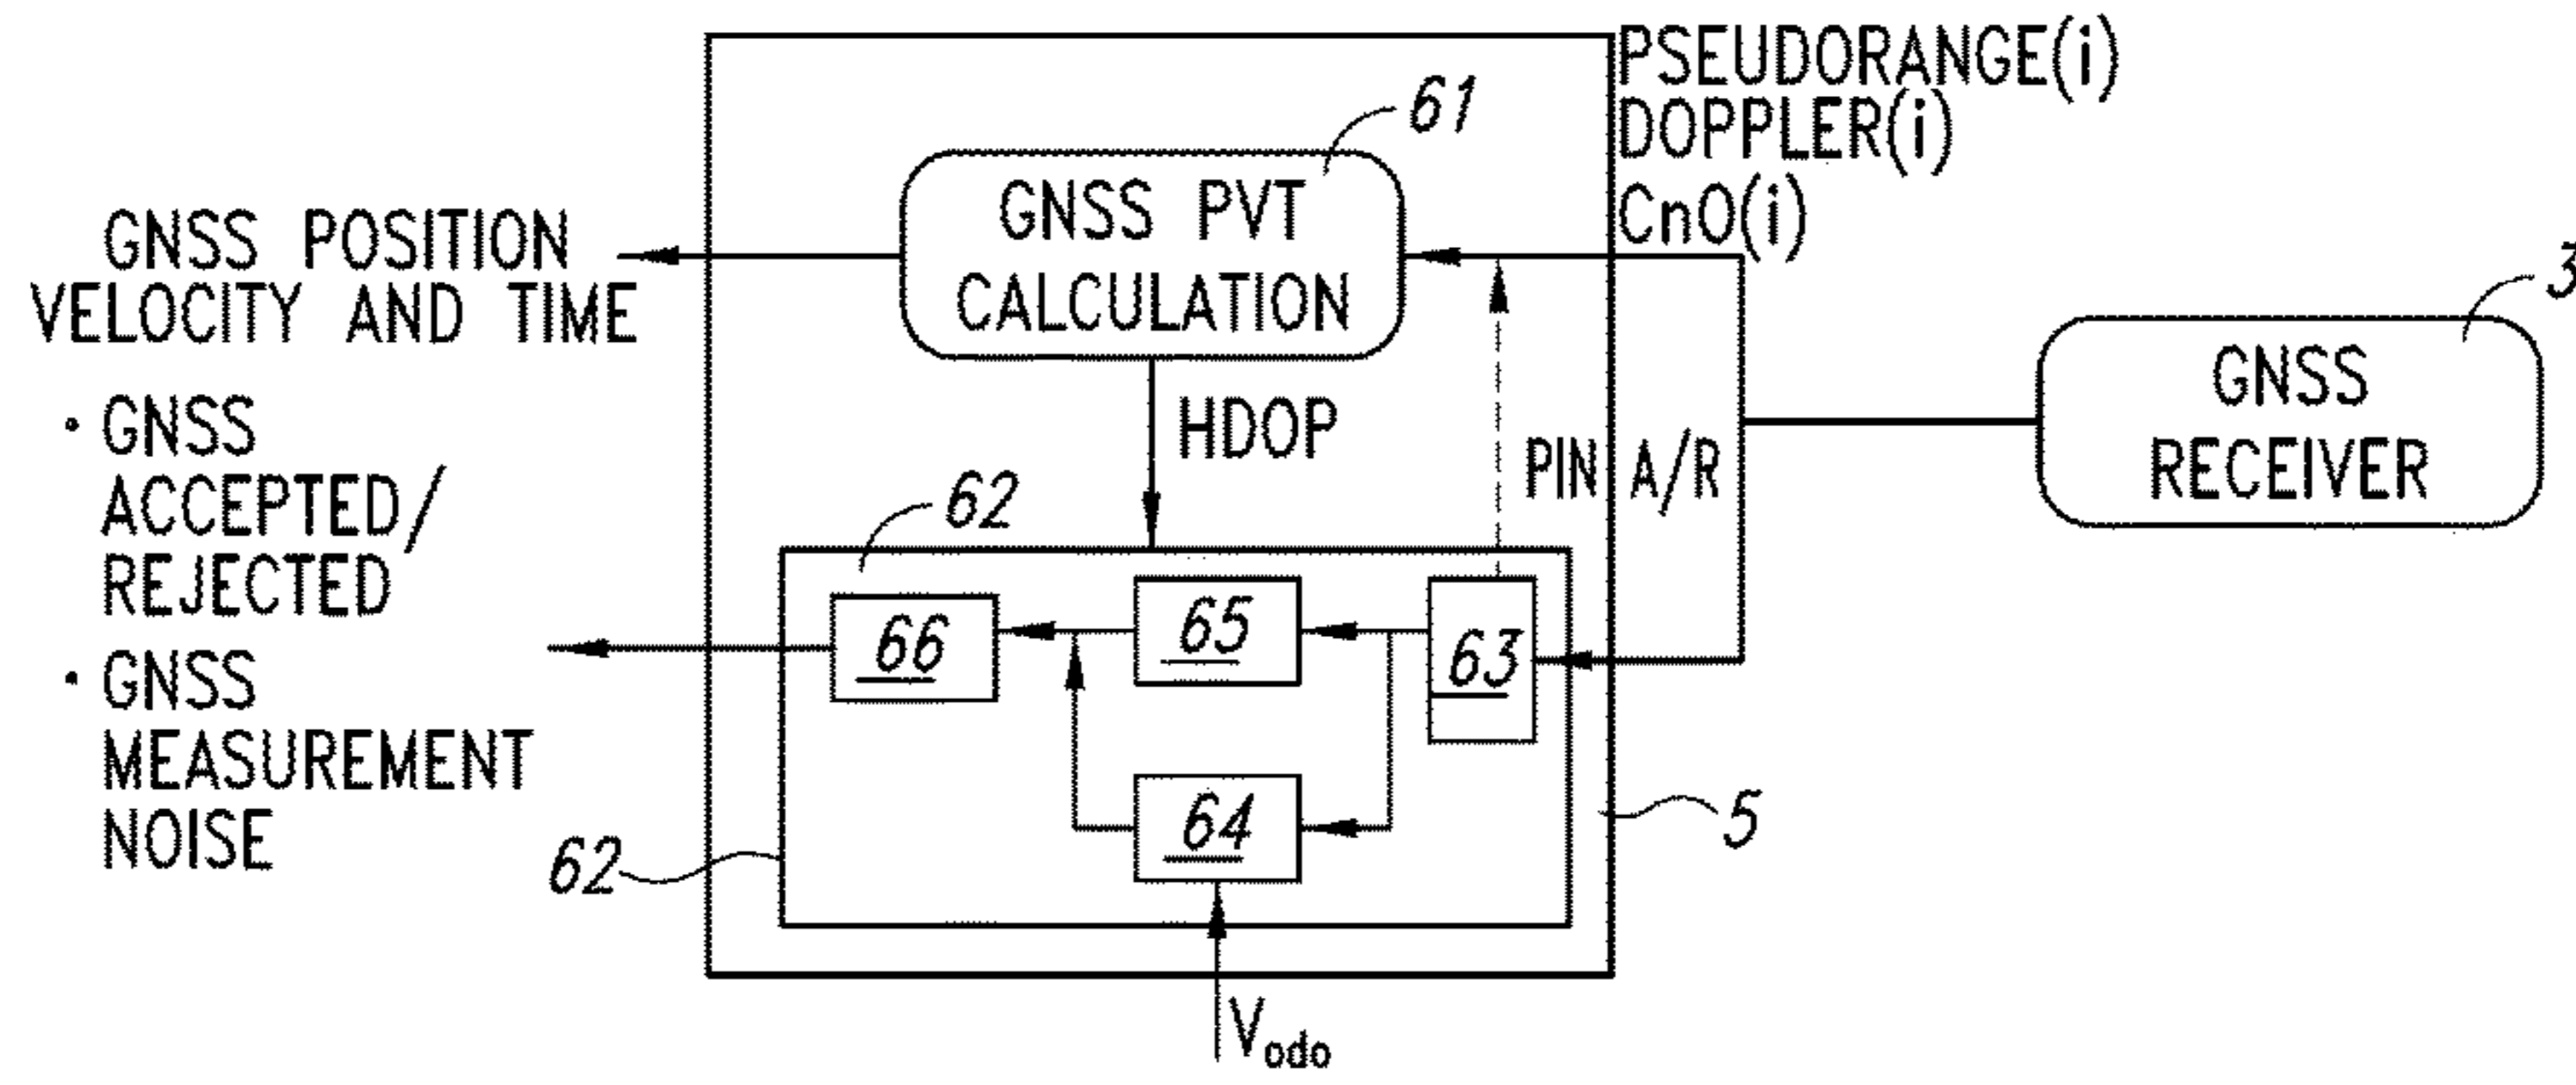 PSEUDORANGE(i)
DOPPLER(i)
CnO(i)
61
GNSS PVT
CALCULATION
GNSS POSITION
VELOCITY AND TIME
3
GNSS
RECEIVER
• GNSS
ACCEPTED/
REJECTED
HDOP
PIN A/R
62
66
65
63
• GNSS
MEASUREMENT
NOISE
64
5
62
Vodo